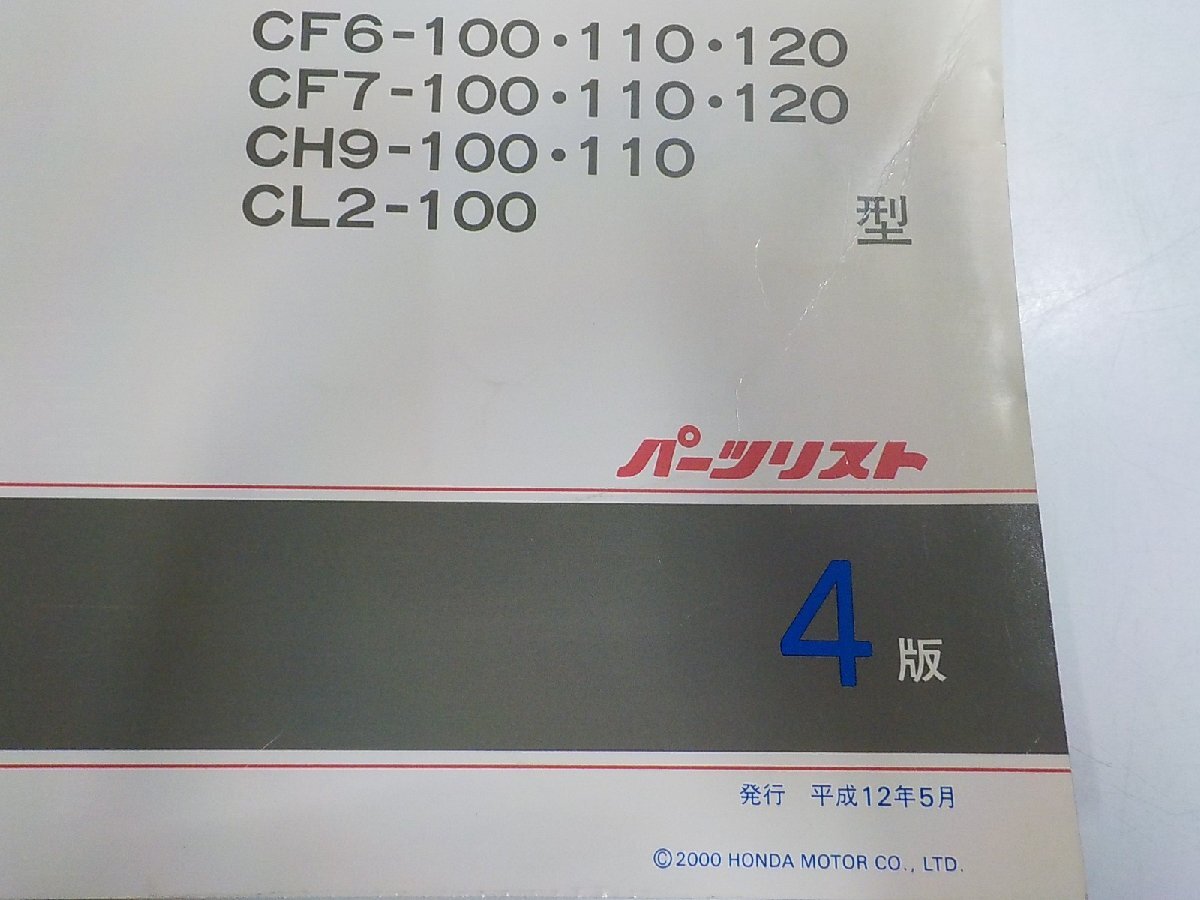 CF6-100・110・120
CF7-100・110・120
CH9-100・110
CL2-100 型
パーツリスト
4版
発行 平成12年5月
©2000 HONDA MOTOR CO., LTD.